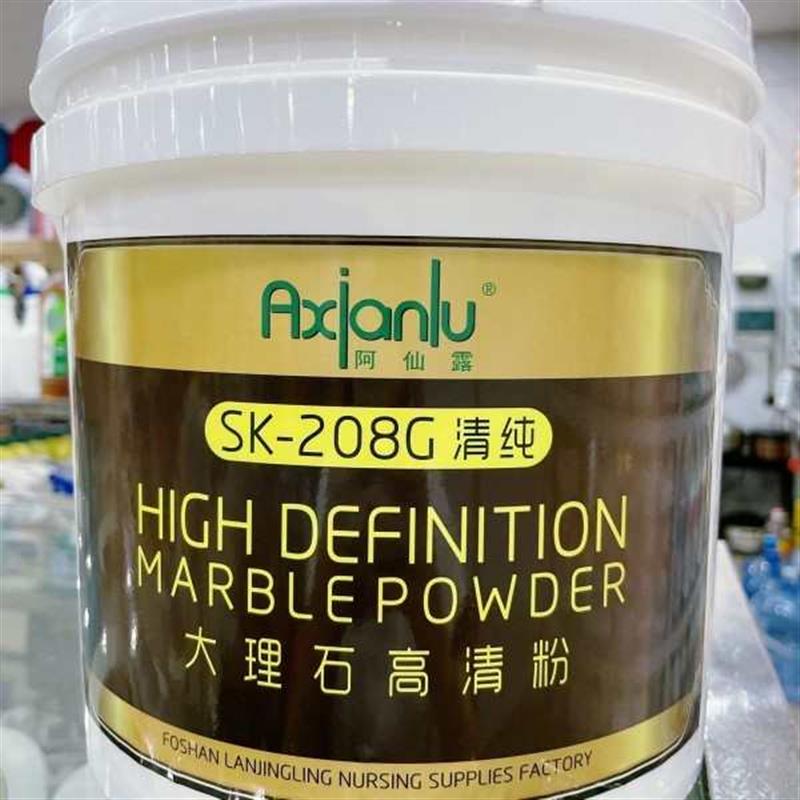 Axianlu®
阿仙露
SK-208G 清纯
HIGH DEFINITION
MARBLE POWDER
大理石高清粉
FOSHAN LANJINGLING NURSING SUPPLIES FACTORY